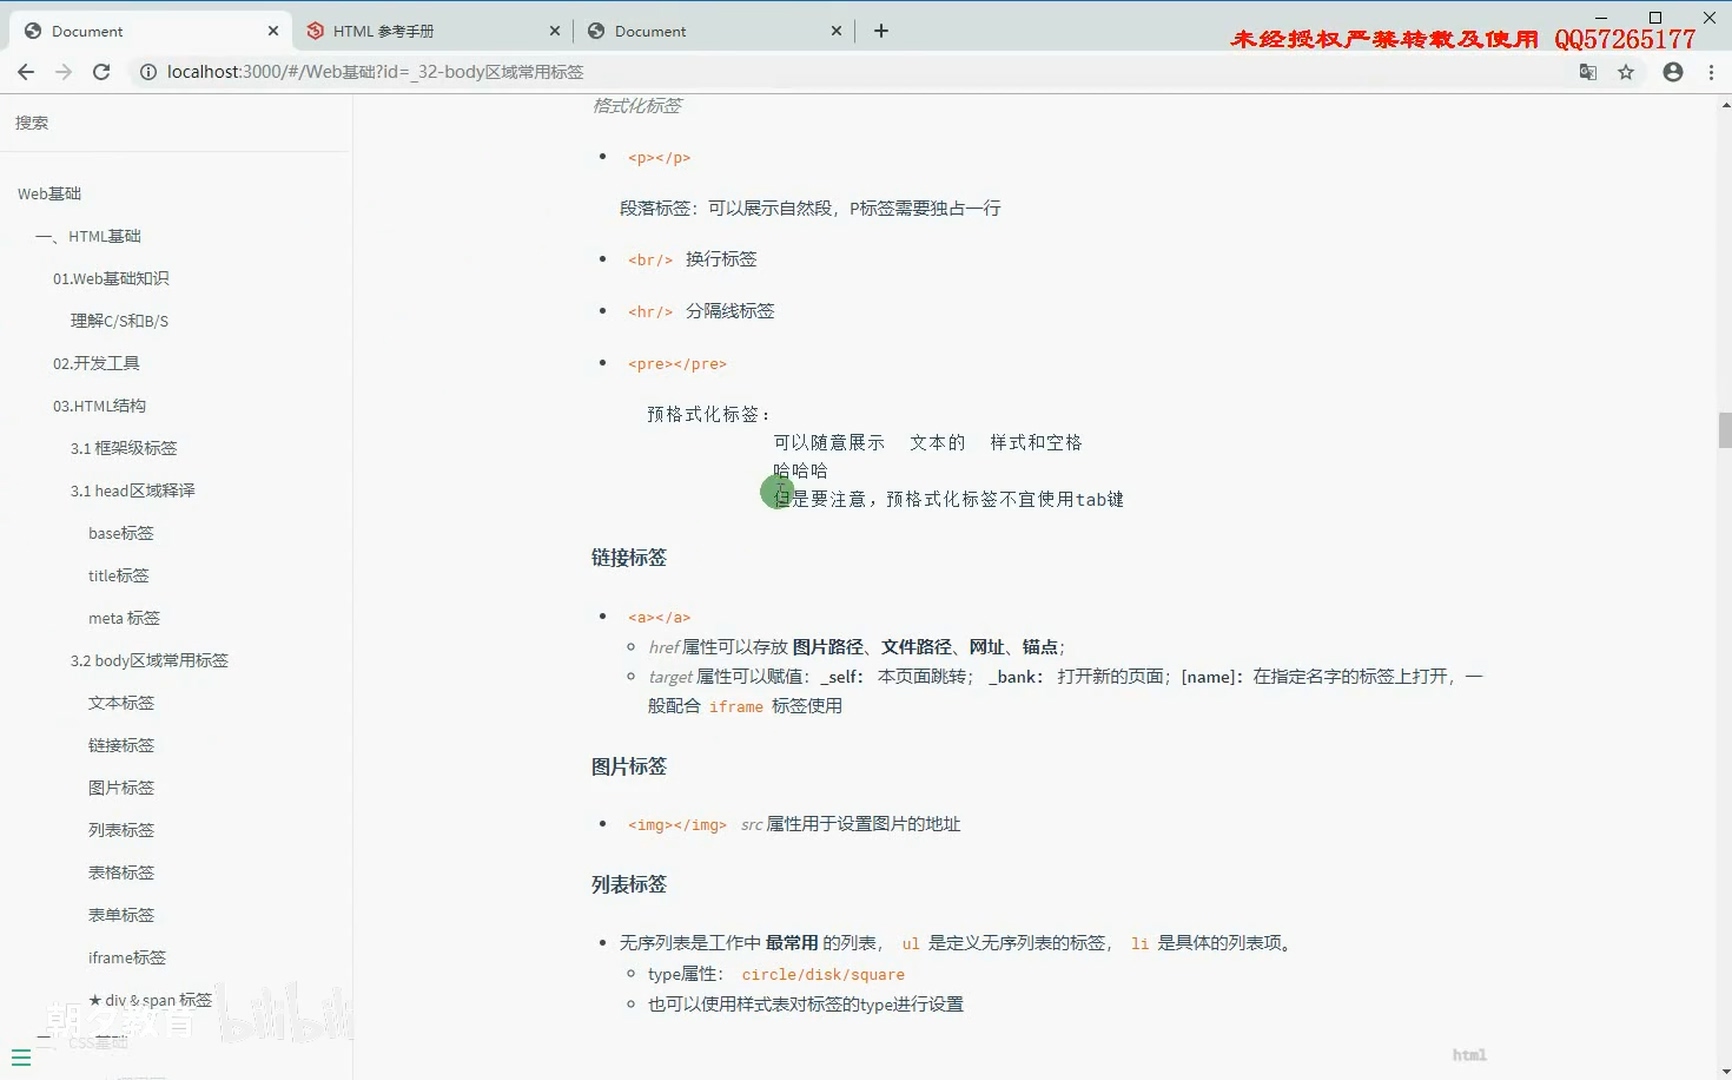 Document
HTML 参考手册
Document
未经授权严禁转载及使用 QQ57265177
localhost:3000/#/Web基础?id=_32-body区域常用标签
搜索
Web基础
一、HTML基础
01.Web基础知识
理解C/S和B/S
02.开发工具
03.HTML结构
3.1 框架级标签
3.1 head区域释译
base标签
title标签
meta 标签
3.2 body区域常用标签
文本标签
链接标签
图片标签
列表标签
表格标签
表单标签
iframe标签
★ div & span 标签
朝夕教育 bilibili
二、CSS基础
格式化标签
<p></p>
段落标签：可以展示自然段，P标签需要独占一行
<br/> 换行标签
<hr/> 分隔线标签
<pre></pre>
预格式化标签：
可以随意展示 文本的 样式和空格
哈哈哈
但是要注意，预格式化标签不宜使用tab键
链接标签
<a></a>
href 属性可以存放 图片路径、文件路径、网址、锚点；
target 属性可以赋值：_self： 本页面跳转； _bank： 打开新的页面；[name]：在指定名字的标签上打开，一
般配合 iframe 标签使用
图片标签
<img></img> src 属性用于设置图片的地址
列表标签
无序列表是工作中 最常用 的列表， ul 是定义无序列表的标签， li 是具体的列表项。
type属性： circle/disk/square
也可以使用样式表对标签的type进行设置
html